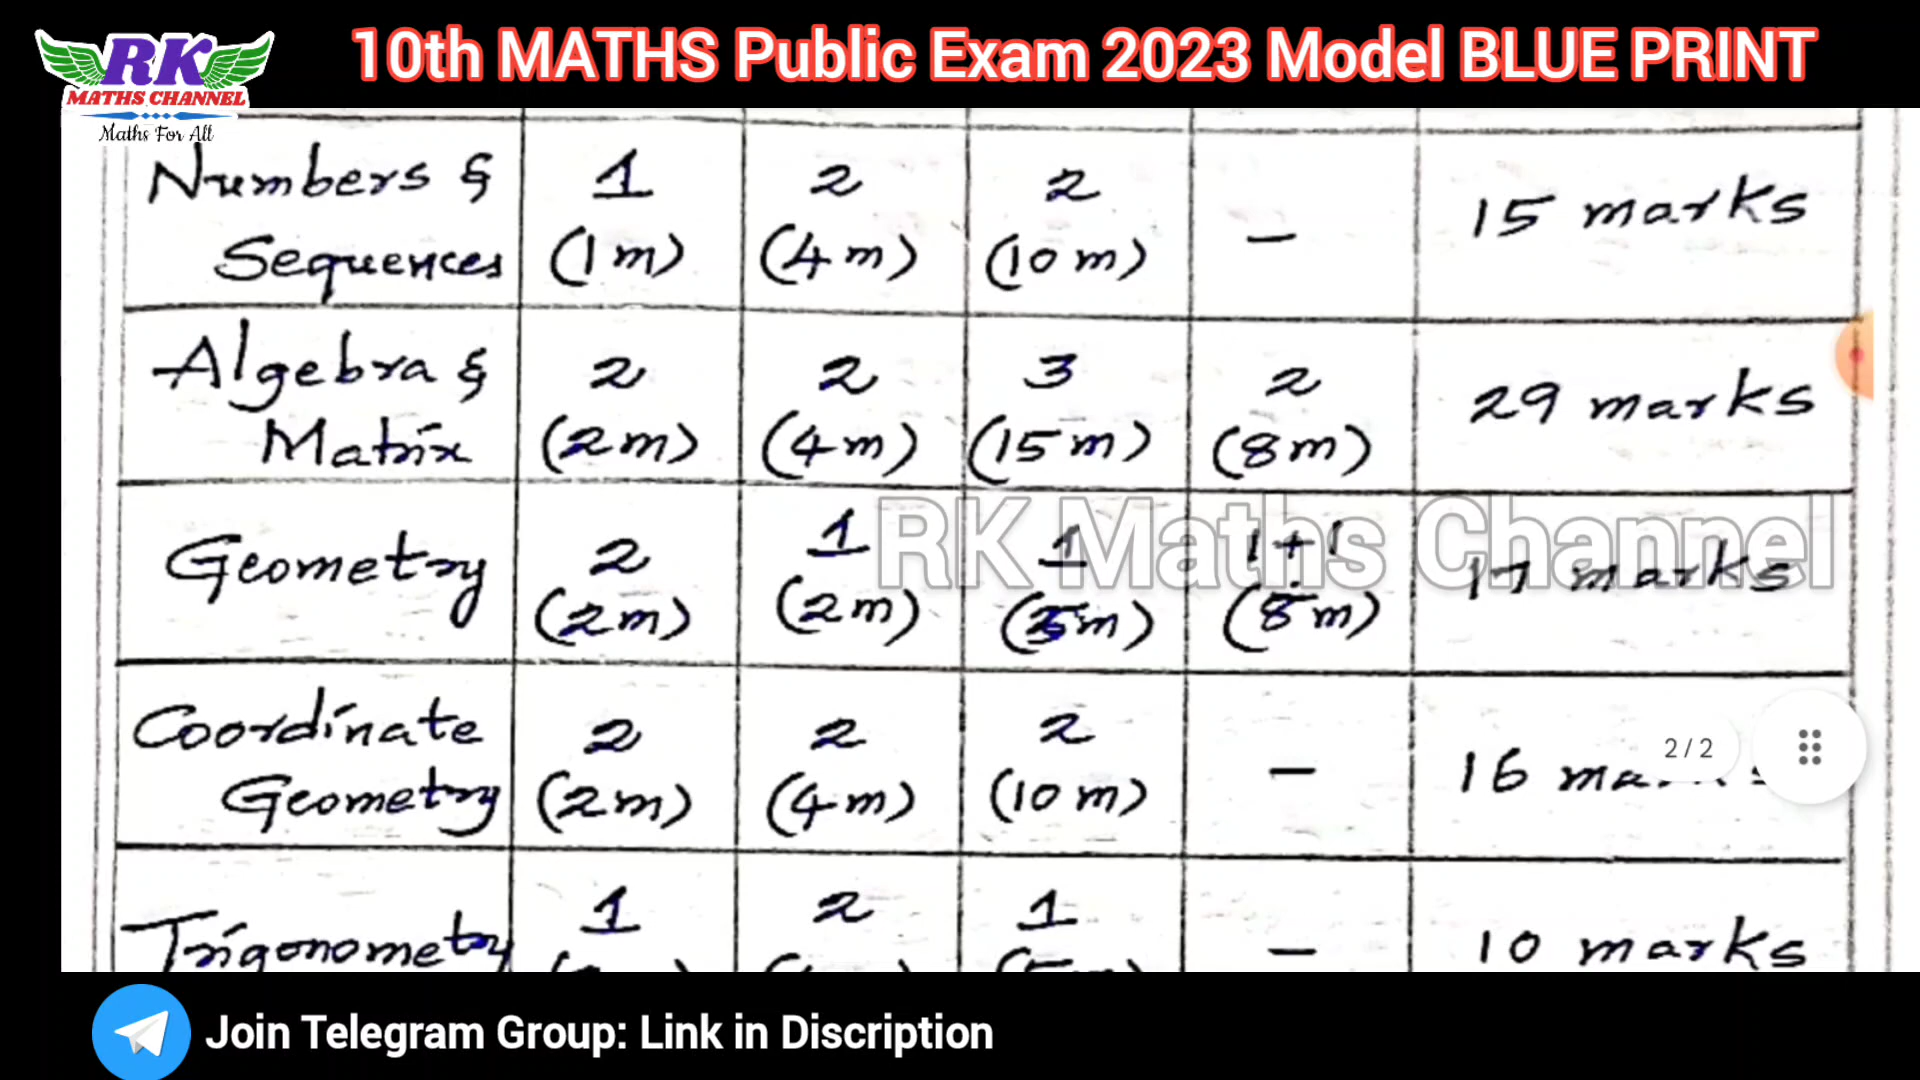 RK
MATHS CHANNEL
Maths For All
10th MATHS Public Exam 2023 Model BLUE PRINT
Numbers & 1 2 2
Sequences (1m) (4m) (10m) - 15 marks
Algebra & 2 2 3 2
Matrix (2m) (4m) (15m) (8m) 29 marks
RK Maths Channel
Geometry 2 1 1 1+1 17 marks
(2m) (2m) (5m) (8m)
Coordinate 2 2 2
Geometry (2m) (4m) (10m) - 16 marks
2/2
Trigonometry 1 2 1 - 10 marks
Join Telegram Group: Link in Discription